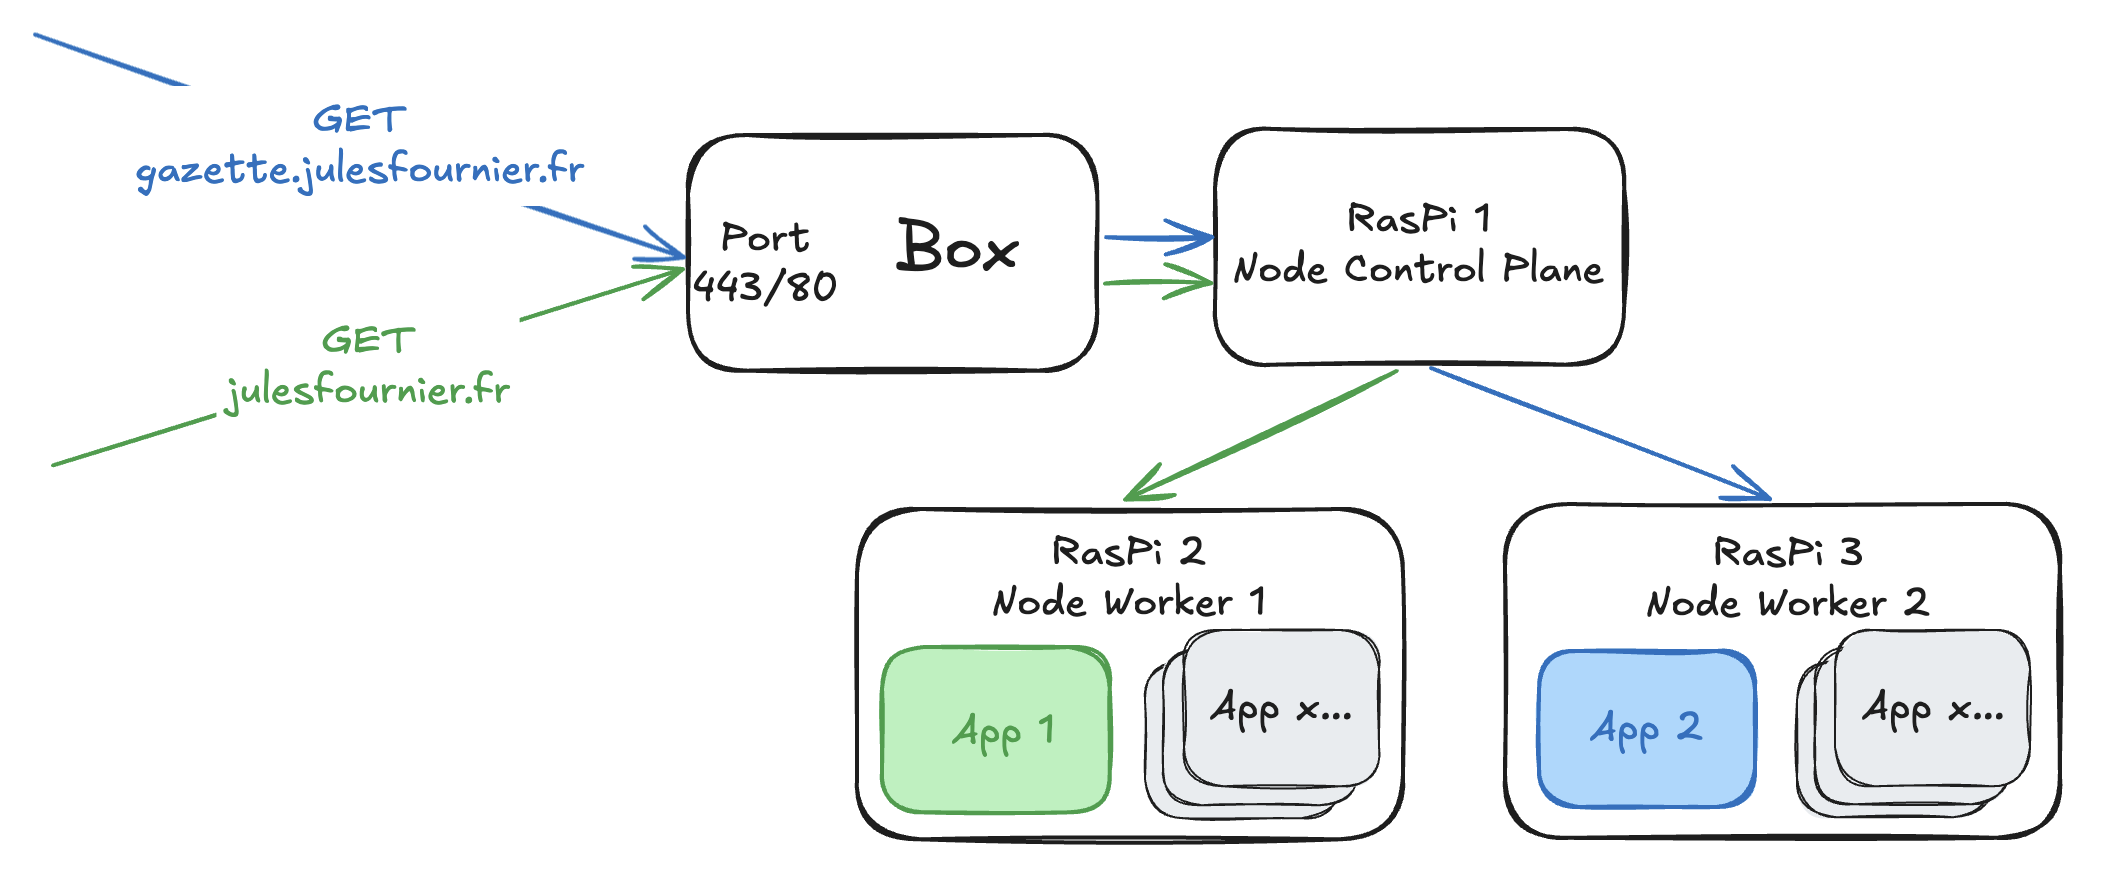 GET
gazette.julesfournier.fr
GET
julesfournier.fr
Port
443/80
Box
RasPi 1
Node Control Plane
RasPi 2
Node Worker 1
App 1
App x...
RasPi 3
Node Worker 2
App 2
App x...